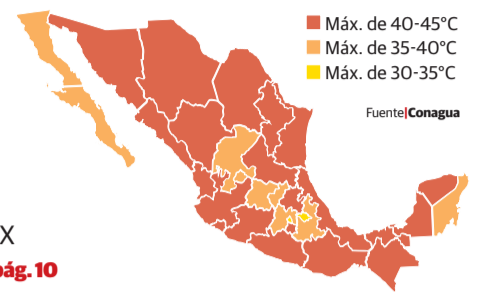 Máx. de 40-45°C
Máx. de 35-40°C
Máx. de 30-35°C
Fuente|Conagua
X
pág. 10